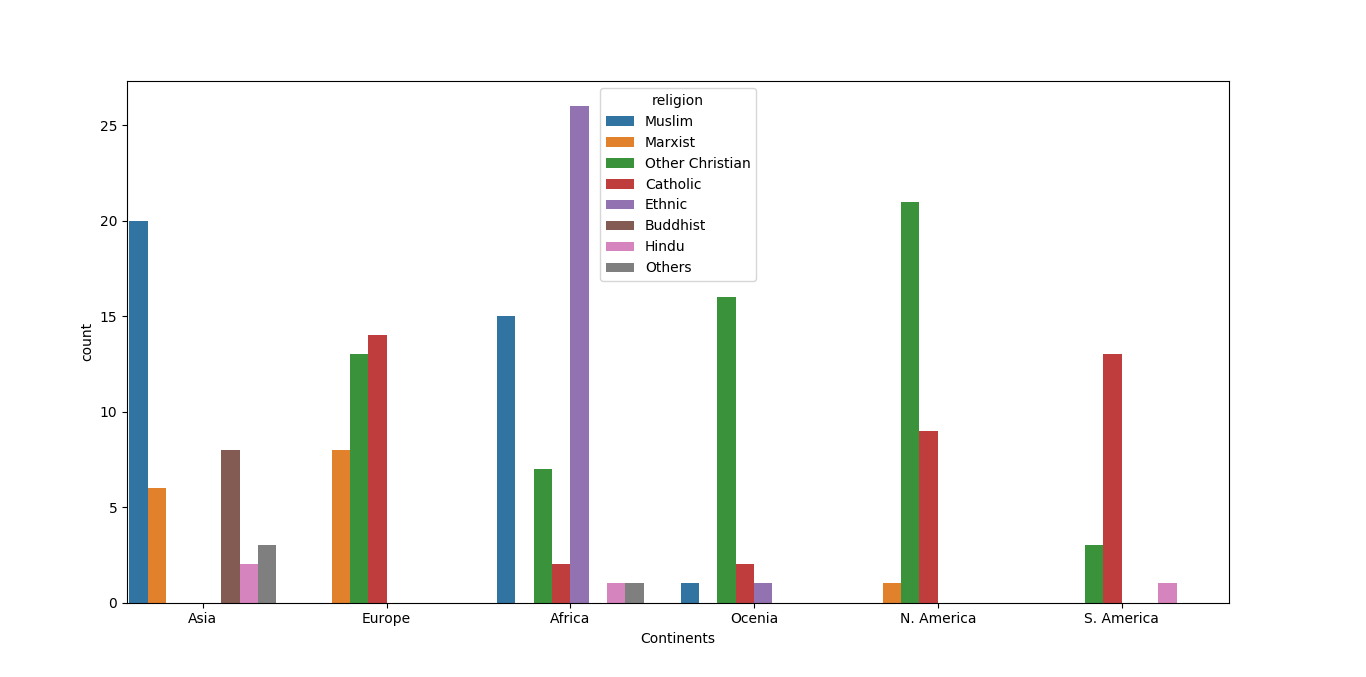 religion
Muslim
Marxist
Other Christian
Catholic
Ethnic
Buddhist
Hindu
Others
25
20
15
10
5
0
count
Asia Europe Africa Ocenia N. America S. America
Continents